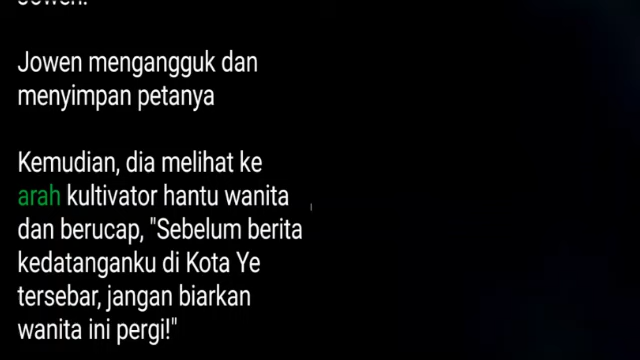 Jowen mengangguk dan
menyimpan petanya
Kemudian, dia melihat ke
arah kultivator hantu wanita
dan berucap, "Sebelum berita
kedatanganku di Kota Ye
tersebar, jangan biarkan
wanita ini pergi!"